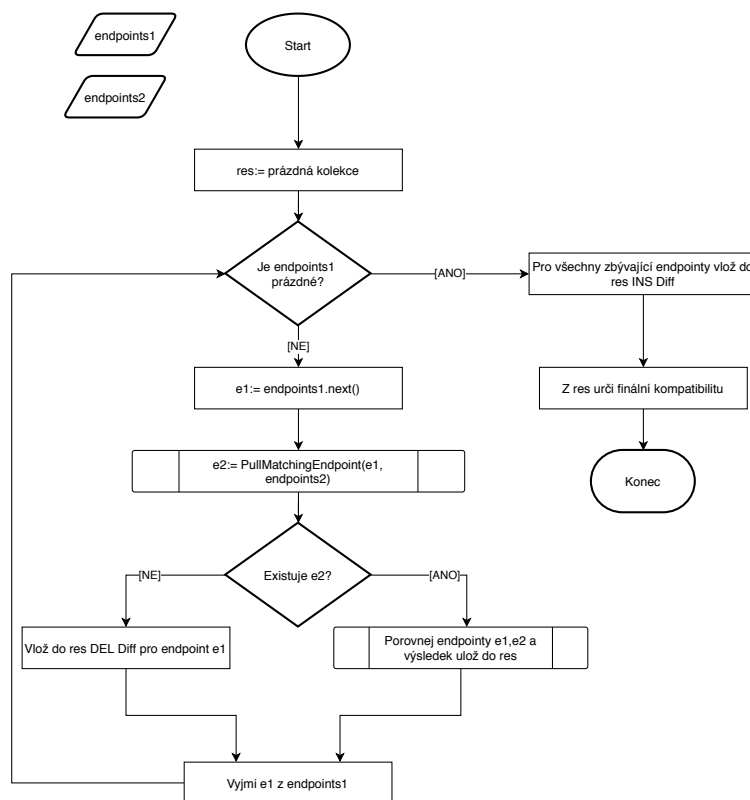 endpoints1
Start
endpoints2
res:= prázdná kolekce
Je endpoints1
prázdné?
[ANO]
Pro všechny zbývající endpointy vlož do
res INS Diff
[NE]
e1:= endpoints1.next()
Z res urči finální kompatibilitu
e2:= PullMatchingEndpoint(e1,
endpoints2)
Konec
Existuje e2?
[NE]
[ANO]
Vlož do res DEL Diff pro endpoint e1
Porovnej endpointy e1,e2 a
výsledek ulož do res
Vyjmi e1 z endpoints1